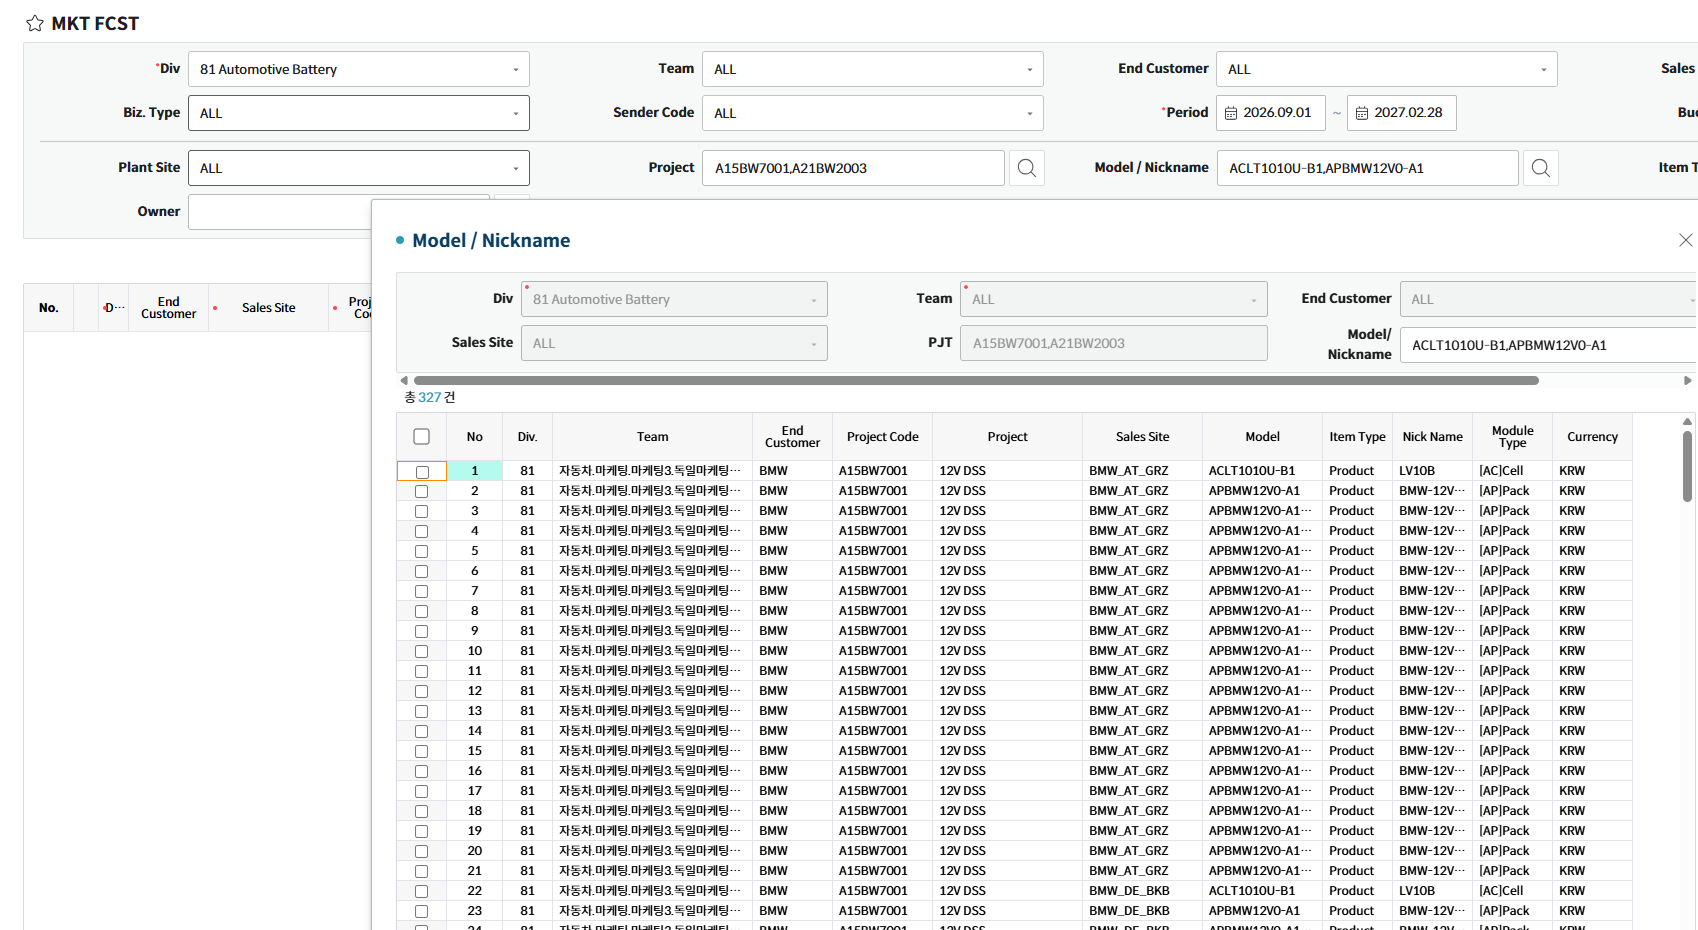 MKT FCST
*Div 81 Automotive Battery Team ALL End Customer ALL Sales
Biz. Type ALL Sender Code ALL *Period 2026.09.01 ~ 2027.02.28
Plant Site ALL Project A15BW7001,A21BW2003 Model / Nickname ACLT1010U-B1,APBMW12V0-A1
Owner
Model / Nickname
Div 81 Automotive Battery Team ALL End Customer ALL
Sales Site ALL PJT A15BW7001,A21BW2003 Model/ Nickname ACLT1010U-B1,APBMW12V0-A1
총 327 건
No. D··· End Customer Sales Site
No Div. Team End Customer Project Code Project Sales Site Model Item Type Nick Name Module Type Currency
1 81 자동차.마케팅.마케팅3.독일마케팅··· BMW A15BW7001 12V DSS BMW_AT_GRZ ACLT1010U-B1 Product LV10B [AC]Cell KRW
2 81 자동차.마케팅.마케팅3.독일마케팅··· BMW A15BW7001 12V DSS BMW_AT_GRZ APBMW12V0-A1 Product BMW-12V··· [AP]Pack KRW
3 81 자동차.마케팅.마케팅3.독일마케팅··· BMW A15BW7001 12V DSS BMW_AT_GRZ APBMW12V0-A1··· Product BMW-12V··· [AP]Pack KRW
4 81 자동차.마케팅.마케팅3.독일마케팅··· BMW A15BW7001 12V DSS BMW_AT_GRZ APBMW12V0-A1··· Product BMW-12V··· [AP]Pack KRW
5 81 자동차.마케팅.마케팅3.독일마케팅··· BMW A15BW7001 12V DSS BMW_AT_GRZ APBMW12V0-A1··· Product BMW-12V··· [AP]Pack KRW
6 81 자동차.마케팅.마케팅3.독일마케팅··· BMW A15BW7001 12V DSS BMW_AT_GRZ APBMW12V0-A1··· Product BMW-12V··· [AP]Pack KRW
7 81 자동차.마케팅.마케팅3.독일마케팅··· BMW A15BW7001 12V DSS BMW_AT_GRZ APBMW12V0-A1··· Product BMW-12V··· [AP]Pack KRW
8 81 자동차.마케팅.마케팅3.독일마케팅··· BMW A15BW7001 12V DSS BMW_AT_GRZ APBMW12V0-A1··· Product BMW-12V··· [AP]Pack KRW
9 81 자동차.마케팅.마케팅3.독일마케팅··· BMW A15BW7001 12V DSS BMW_AT_GRZ APBMW12V0-A1··· Product BMW-12V··· [AP]Pack KRW
10 81 자동차.마케팅.마케팅3.독일마케팅··· BMW A15BW7001 12V DSS BMW_AT_GRZ APBMW12V0-A1··· Product BMW-12V··· [AP]Pack KRW
11 81 자동차.마케팅.마케팅3.독일마케팅··· BMW A15BW7001 12V DSS BMW_AT_GRZ APBMW12V0-A1··· Product BMW-12V··· [AP]Pack KRW
12 81 자동차.마케팅.마케팅3.독일마케팅··· BMW A15BW7001 12V DSS BMW_AT_GRZ APBMW12V0-A1··· Product BMW-12V··· [AP]Pack KRW
13 81 자동차.마케팅.마케팅3.독일마케팅··· BMW A15BW7001 12V DSS BMW_AT_GRZ APBMW12V0-A1··· Product BMW-12V··· [AP]Pack KRW
14 81 자동차.마케팅.마케팅3.독일마케팅··· BMW A15BW7001 12V DSS BMW_AT_GRZ APBMW12V0-A1··· Product BMW-12V··· [AP]Pack KRW
15 81 자동차.마케팅.마케팅3.독일마케팅··· BMW A15BW7001 12V DSS BMW_AT_GRZ APBMW12V0-A1··· Product BMW-12V··· [AP]Pack KRW
16 81 자동차.마케팅.마케팅3.독일마케팅··· BMW A15BW7001 12V DSS BMW_AT_GRZ APBMW12V0-A1··· Product BMW-12V··· [AP]Pack KRW
17 81 자동차.마케팅.마케팅3.독일마케팅··· BMW A15BW7001 12V DSS BMW_AT_GRZ APBMW12V0-A1··· Product BMW-12V··· [AP]Pack KRW
18 81 자동차.마케팅.마케팅3.독일마케팅··· BMW A15BW7001 12V DSS BMW_AT_GRZ APBMW12V0-A1··· Product BMW-12V··· [AP]Pack KRW
19 81 자동차.마케팅.마케팅3.독일마케팅··· BMW A15BW7001 12V DSS BMW_AT_GRZ APBMW12V0-A1··· Product BMW-12V··· [AP]Pack KRW
20 81 자동차.마케팅.마케팅3.독일마케팅··· BMW A15BW7001 12V DSS BMW_AT_GRZ APBMW12V0-A1··· Product BMW-12V··· [AP]Pack KRW
21 81 자동차.마케팅.마케팅3.독일마케팅··· BMW A15BW7001 12V DSS BMW_AT_GRZ APBMW12V0-A1··· Product BMW-12V··· [AP]Pack KRW
22 81 자동차.마케팅.마케팅3.독일마케팅··· BMW A15BW7001 12V DSS BMW_DE_BKB ACLT1010U-B1 Product LV10B [AC]Cell KRW
23 81 자동차.마케팅.마케팅3.독일마케팅··· BMW A15BW7001 12V DSS BMW_DE_BKB APBMW12V0-A1 Product BMW-12V··· [AP]Pack KRW